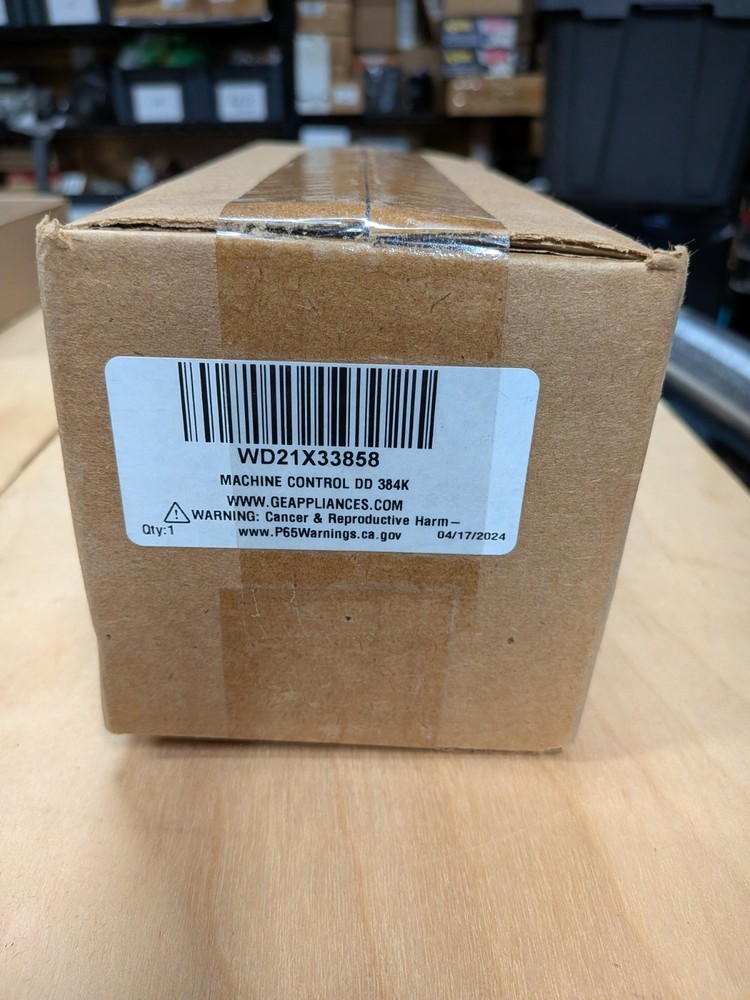 WD21X33858
MACHINE CONTROL DD 384K
WWW.GEAPPLIANCES.COM
WARNING: Cancer & Reproductive Harm—
Qty:1 www.P65Warnings.ca.gov 04/17/2024